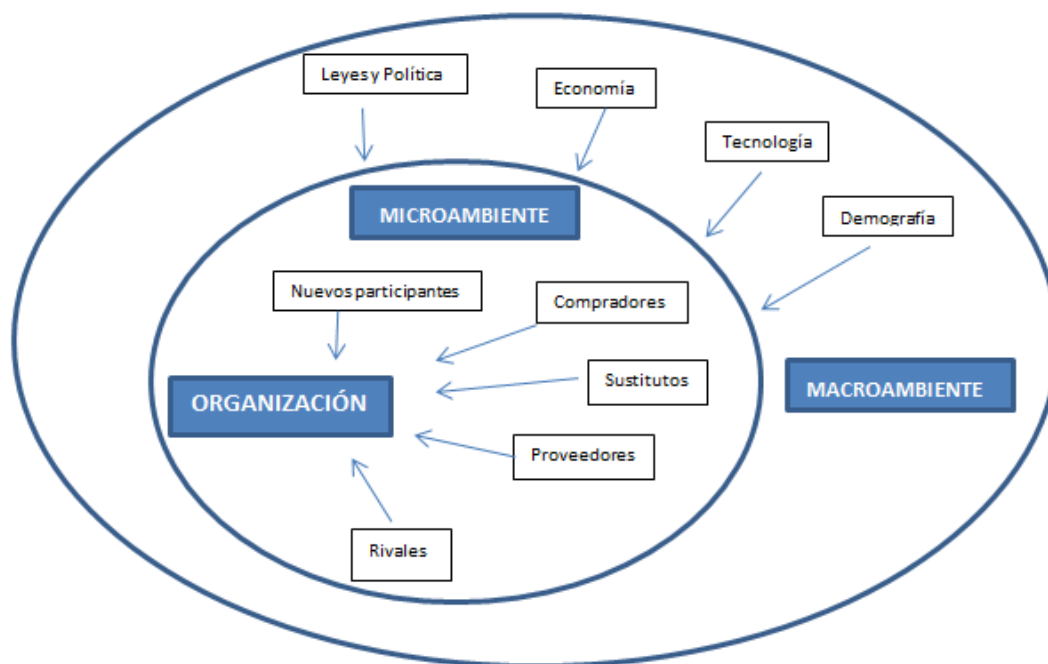 Leyes y Política
Economía
Tecnología
MICROAMBIENTE
Demografía
Nuevos participantes
Compradores
Sustitutos
ORGANIZACIÓN
MACROAMBIENTE
Proveedores
Rivales